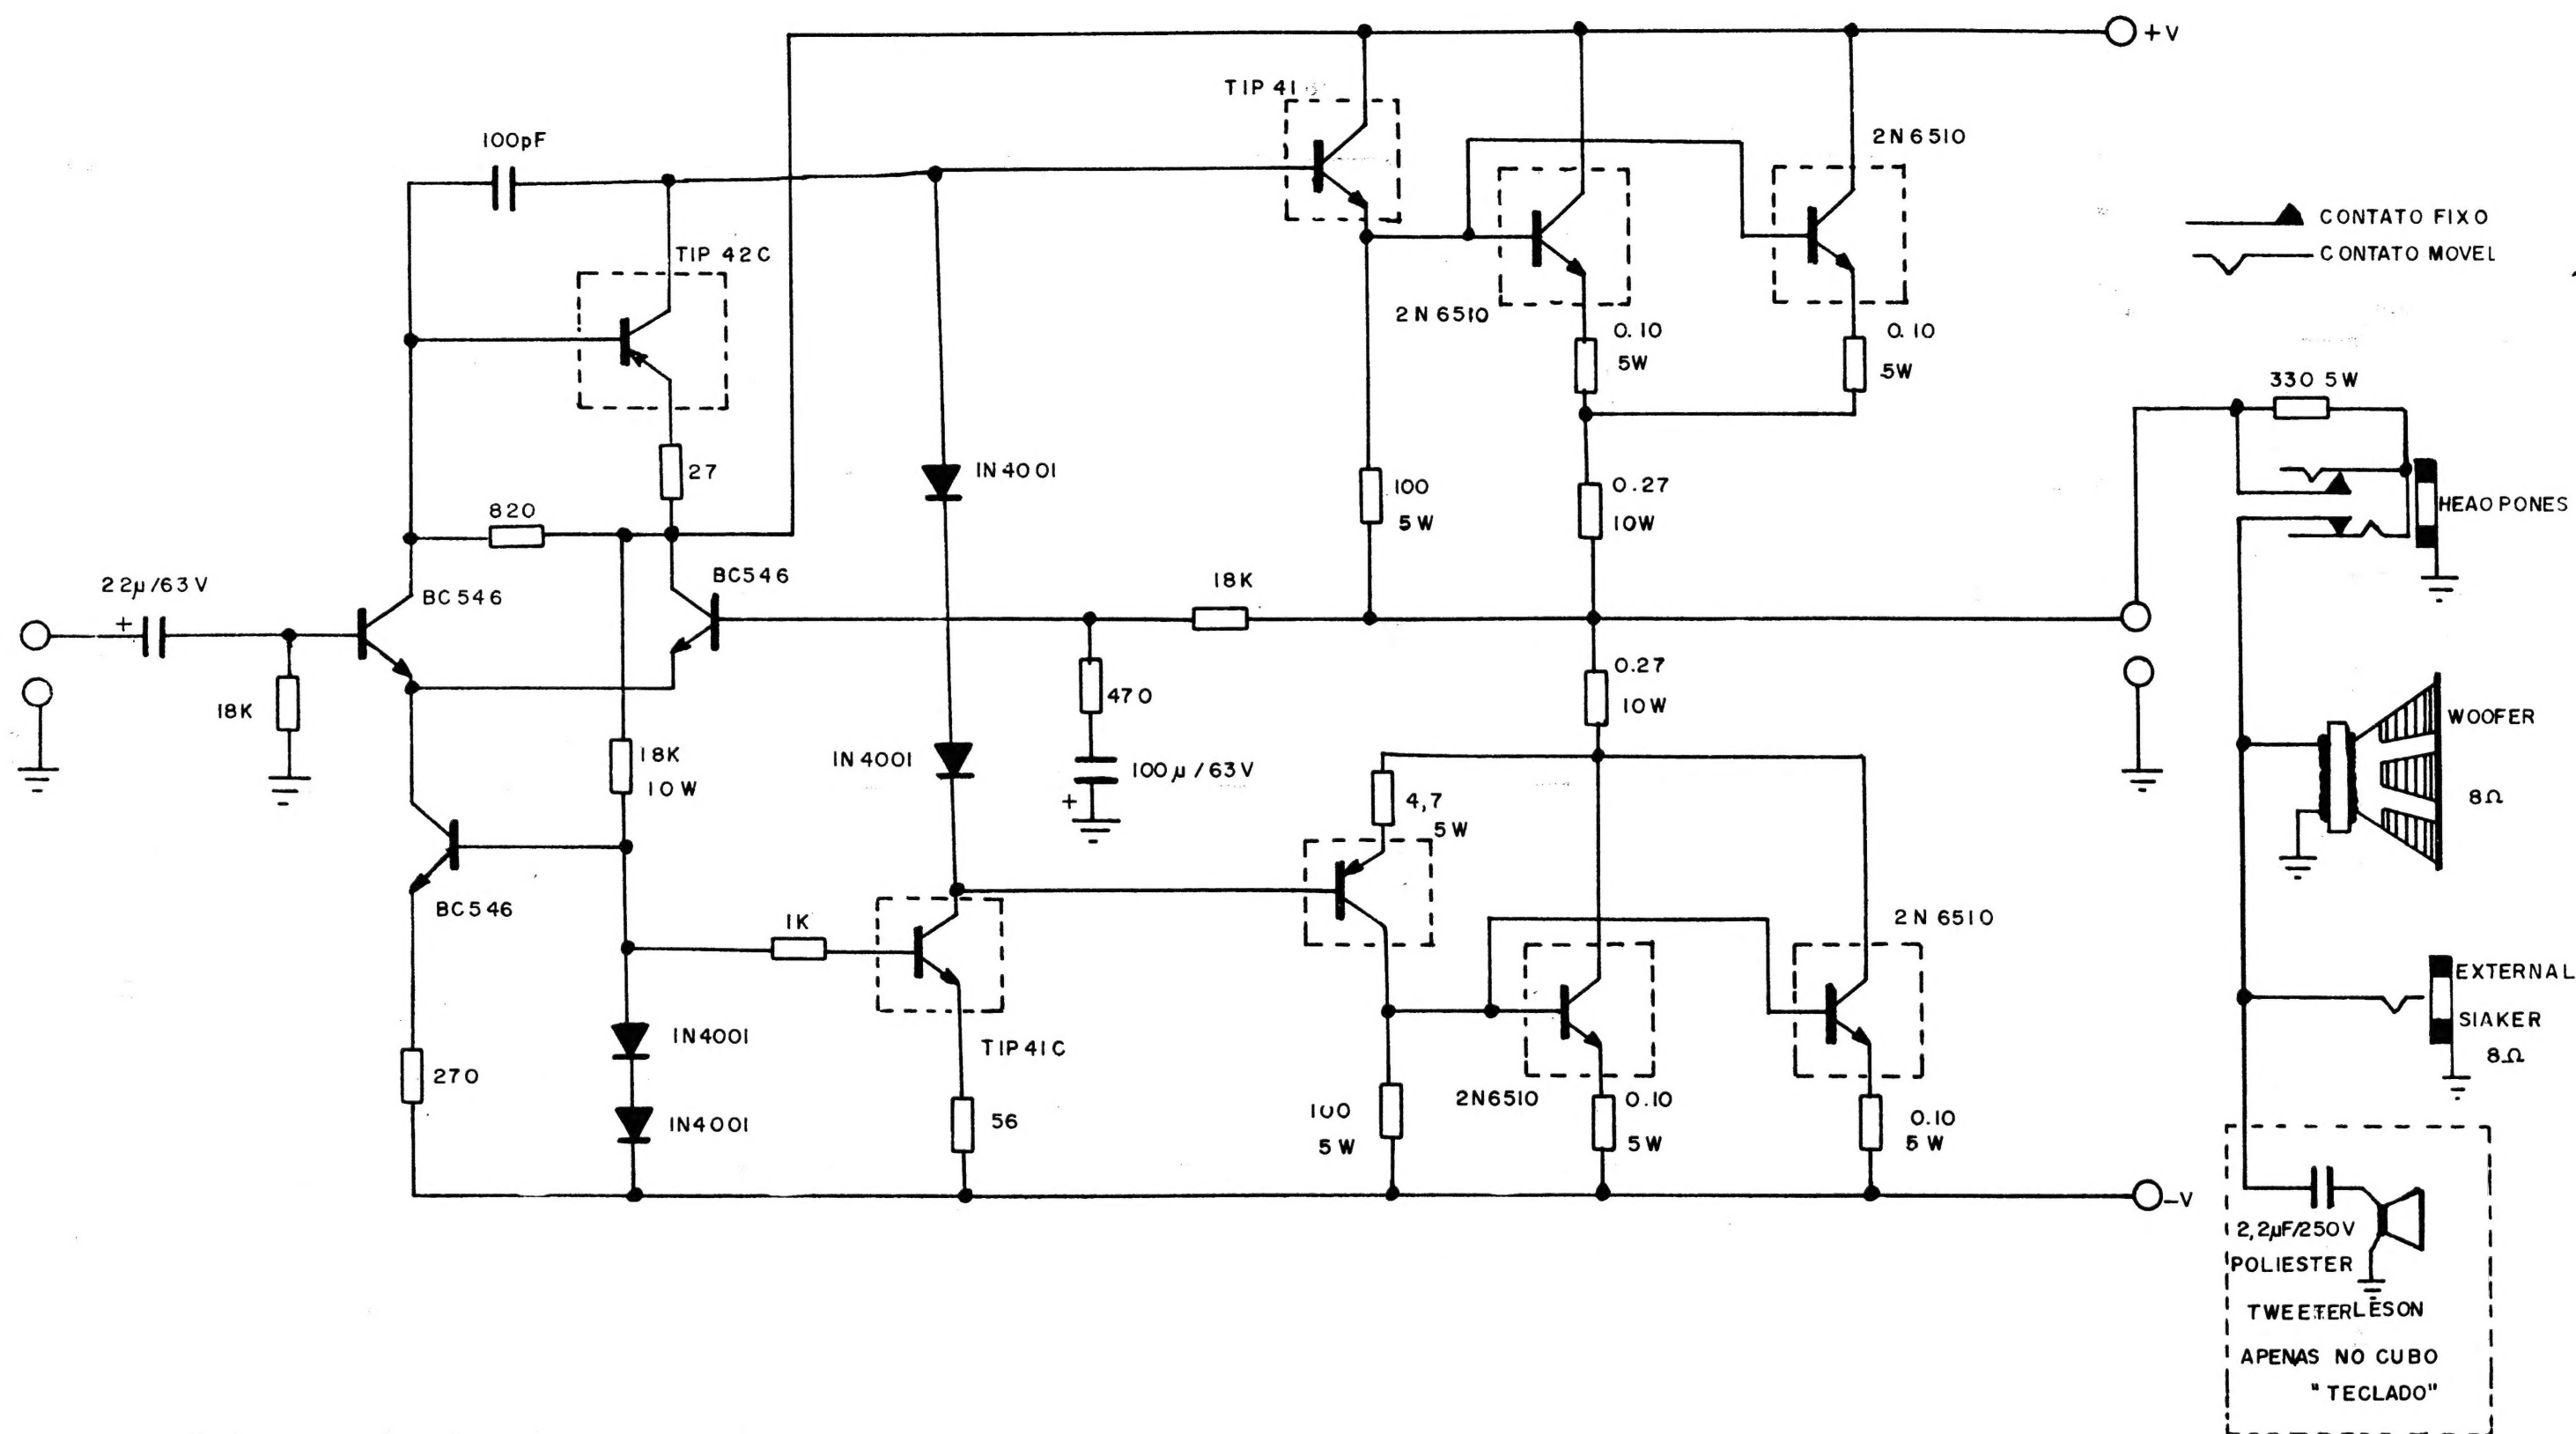 +V
TIP 41
2N6510
100pF
CONTATO FIXO
CONTATO MOVEL
TIP 42C
2N6510
0.10
5W
0.10
5W
330 5W
27
IN4001
100
5W
0.27
10W
HEAOPONES
820
22µ/63V
BC546
BC546
18K
18K
470
0.27
10W
WOOFER
8Ω
18K
10W
IN4001
100µ/63V
+
+
4,7
5W
BC546
1K
2N6510
EXTERNAL
SIAKER
8Ω
IN4001
TIP41C
270
IN4001
56
100
5W
2N6510
0.10
5W
0.10
5W
-V
2,2µF/250V
POLIESTER
TWEETER LESON
APENAS NO CUBO
"TECLADO"